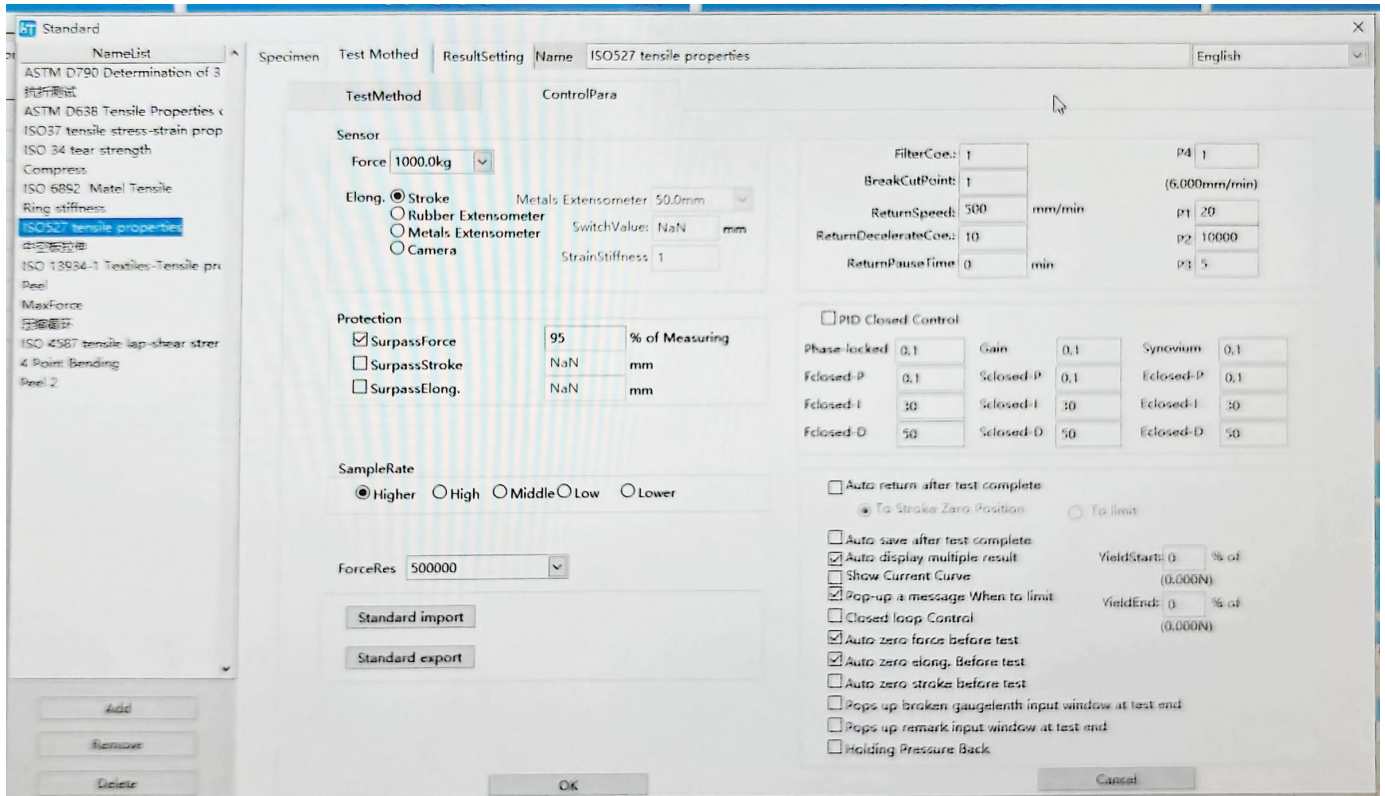 Standard
NameList
ASTM D790 Determination of 3
抗折测试
ASTM D638 Tensile Properties
ISO37 tensile stress-strain prop
ISO 34 tear strength
Compress
ISO 6892 Matel Tensile
Ring stiffness
ISO527 tensile properties
中空板拉伸
ISO 13934-1 Textiles-Tensile pro
Peel
MaxForce
压缩循环
ISO 4587 tensile lap-shear strer
4 Point Bending
Peel 2
Add
Remove
Delete
Specimen Test Mothed ResultSetting Name ISO527 tensile properties English
TestMethod ControlPara
Sensor
Force 1000.0kg
Elong. Stroke Metals Extensometer 50.0mm
Rubber Extensometer
SwitchValue: NaN mm
Metals Extensometer
Camera
StrainStiffness 1
Protection
SurpassForce 95 % of Measuring
SurpassStroke NaN mm
SurpassElong. NaN mm
SampleRate
Higher High Middle Low Lower
ForceRes 500000
Standard import
Standard export
OK
FilterCoe.: 1 P4 1
BreakCutPoint: 1 (6.000mm/min)
ReturnSpeed: 500 mm/min P1 20
ReturnDecelerateCoe.: 10 P2 10000
ReturnPauseTime 0 min P3 5
PID Closed Control
Phase-locked 0.1 Gain 0.1 Synovium 0.1
Fclosed-P 0.1 Sclosed-P 0.1 Eclosed-P 0.1
Fclosed-I 30 Sclosed-I 30 Eclosed-I 30
Fclosed-D 50 Sclosed-D 50 Eclosed-D 50
Auto return after test complete
To Stroke Zero Position To limit
Auto save after test complete
Auto display multiple result YieldStart: 0 % of
Show Current Curve (0.000N)
Pop-up a message When to limit YieldEnd: 0 % of
Closed loop Control (0.000N)
Auto zero force before test
Auto zero elong. Before test
Auto zero stroke before test
Pops up broken gaugelenth input window at test end
Pops up remark input window at test end
Holding Pressure Back
Cancel